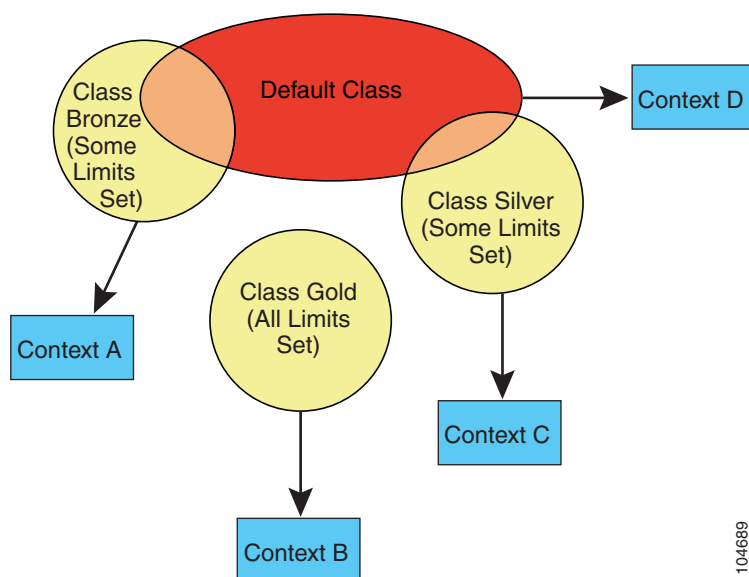 Class
Bronze
(Some
Limits
Set)
Default Class
Context D
Class Silver
(Some Limits
Set)
Class Gold
(All Limits
Set)
Context A
Context C
Context B
104689